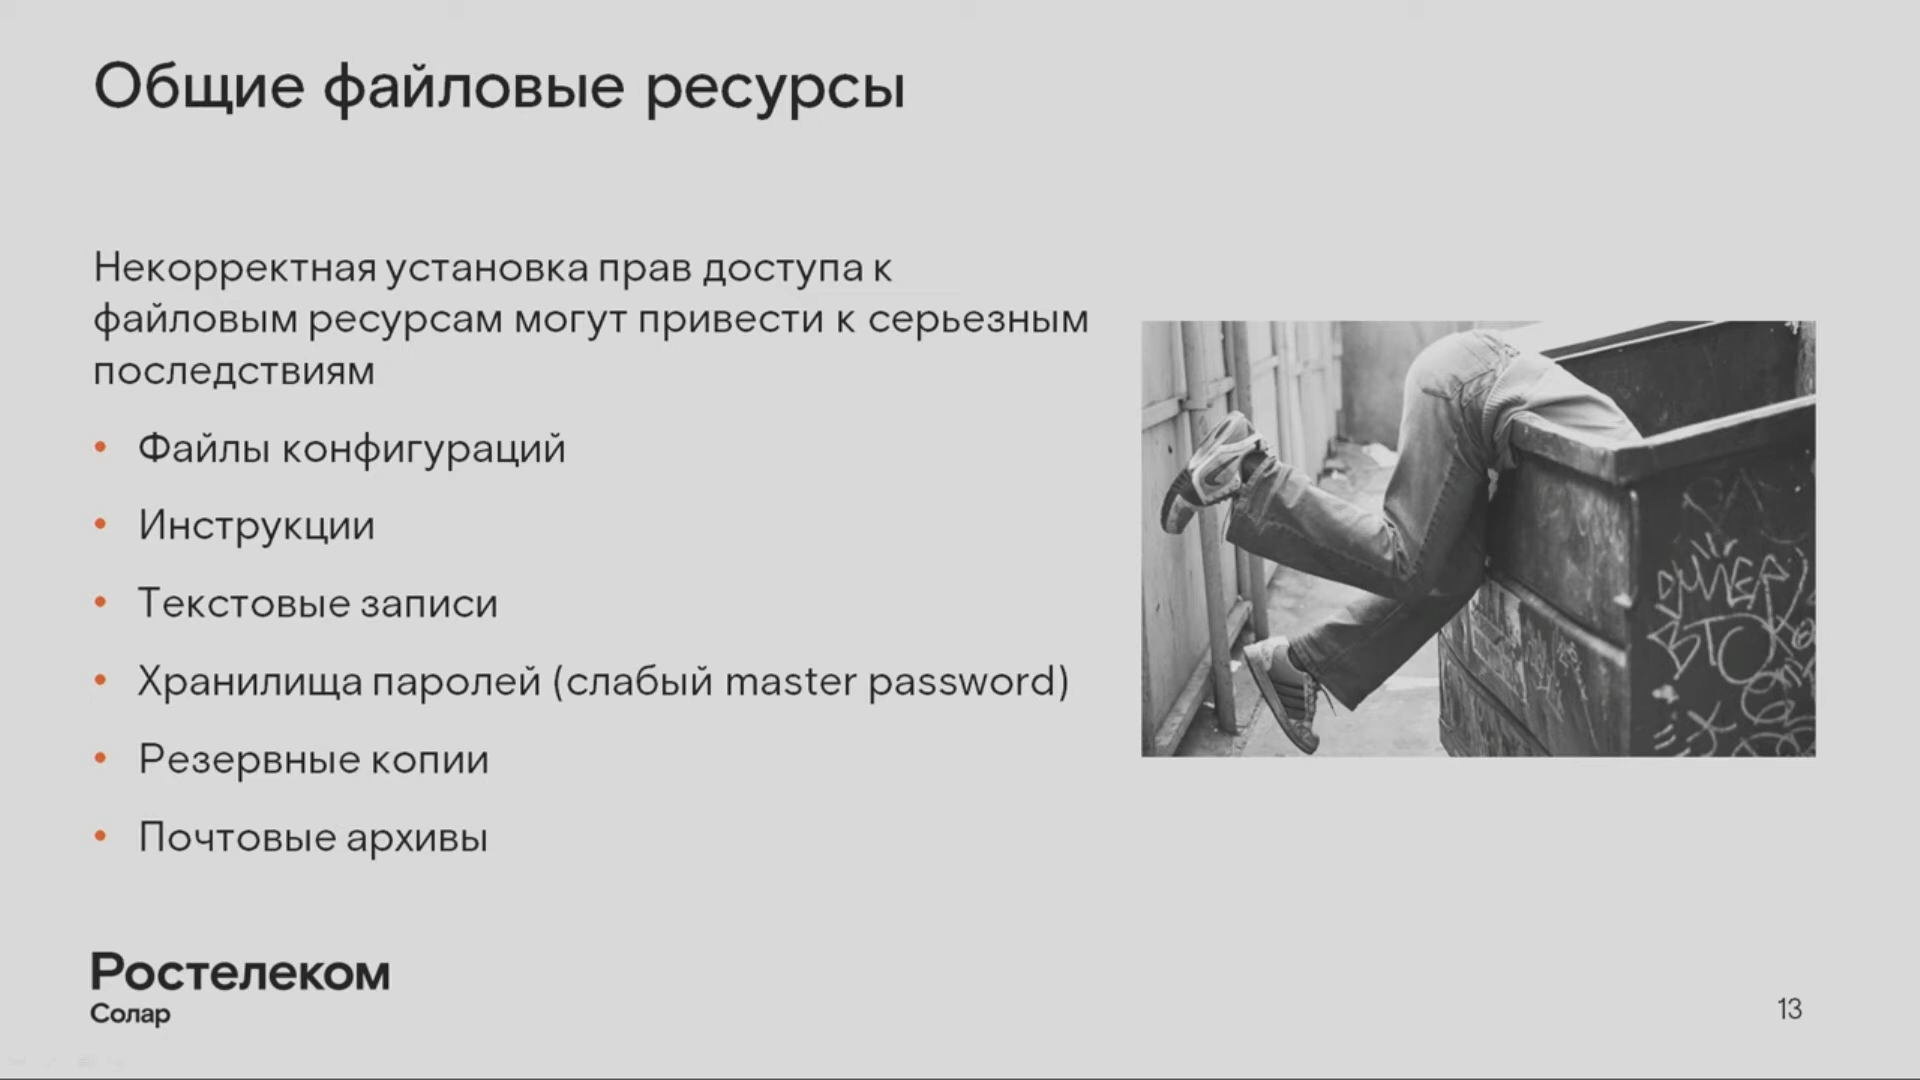 Общие файловые ресурсы
Некорректная установка прав доступа к
файловым ресурсам могут привести к серьезным
последствиям
• Файлы конфигураций
• Инструкции
• Текстовые записи
• Хранилища паролей (слабый master password)
• Резервные копии
• Почтовые архивы
Ростелеком
Солар
13